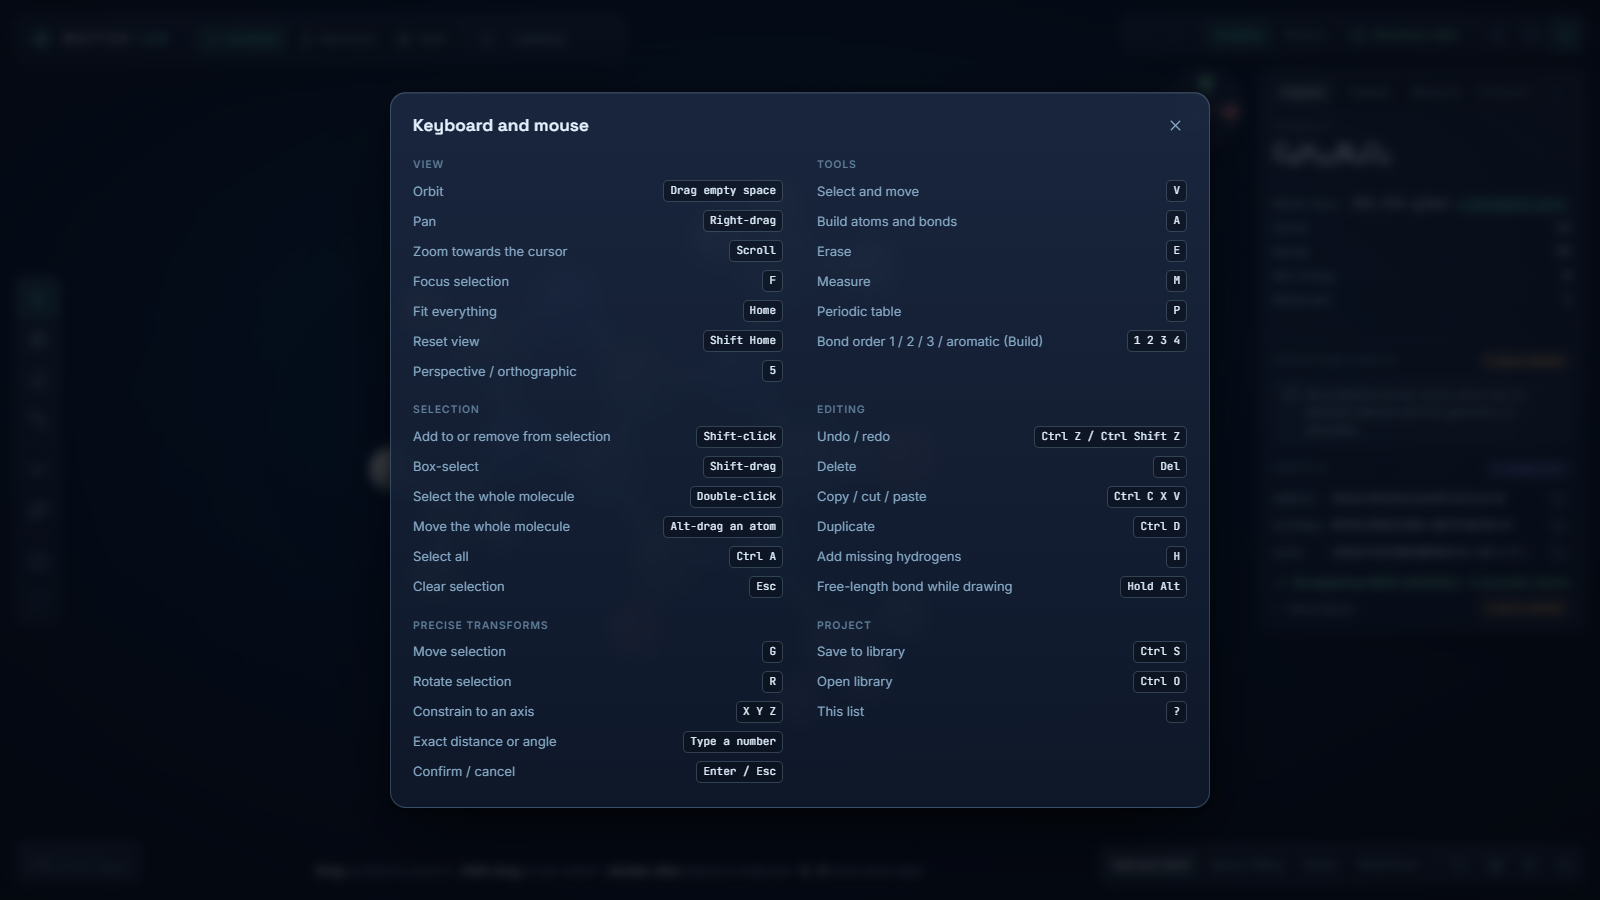 Keyboard and mouse
VIEW
Orbit Drag empty space
Pan Right-drag
Zoom towards the cursor Scroll
Focus selection F
Fit everything Home
Reset view Shift Home
Perspective / orthographic 5
TOOLS
Select and move V
Build atoms and bonds A
Erase E
Measure M
Periodic table P
Bond order 1 / 2 / 3 / aromatic (Build) 1 2 3 4
SELECTION
Add to or remove from selection Shift-click
Box-select Shift-drag
Select the whole molecule Double-click
Move the whole molecule Alt-drag an atom
Select all Ctrl A
Clear selection Esc
EDITING
Undo / redo Ctrl Z / Ctrl Shift Z
Delete Del
Copy / cut / paste Ctrl C X V
Duplicate Ctrl D
Add missing hydrogens H
Free-length bond while drawing Hold Alt
PRECISE TRANSFORMS
Move selection G
Rotate selection R
Constrain to an axis X Y Z
Exact distance or angle Type a number
Confirm / cancel Enter / Esc
PROJECT
Save to library Ctrl S
Open library Ctrl O
This list ?